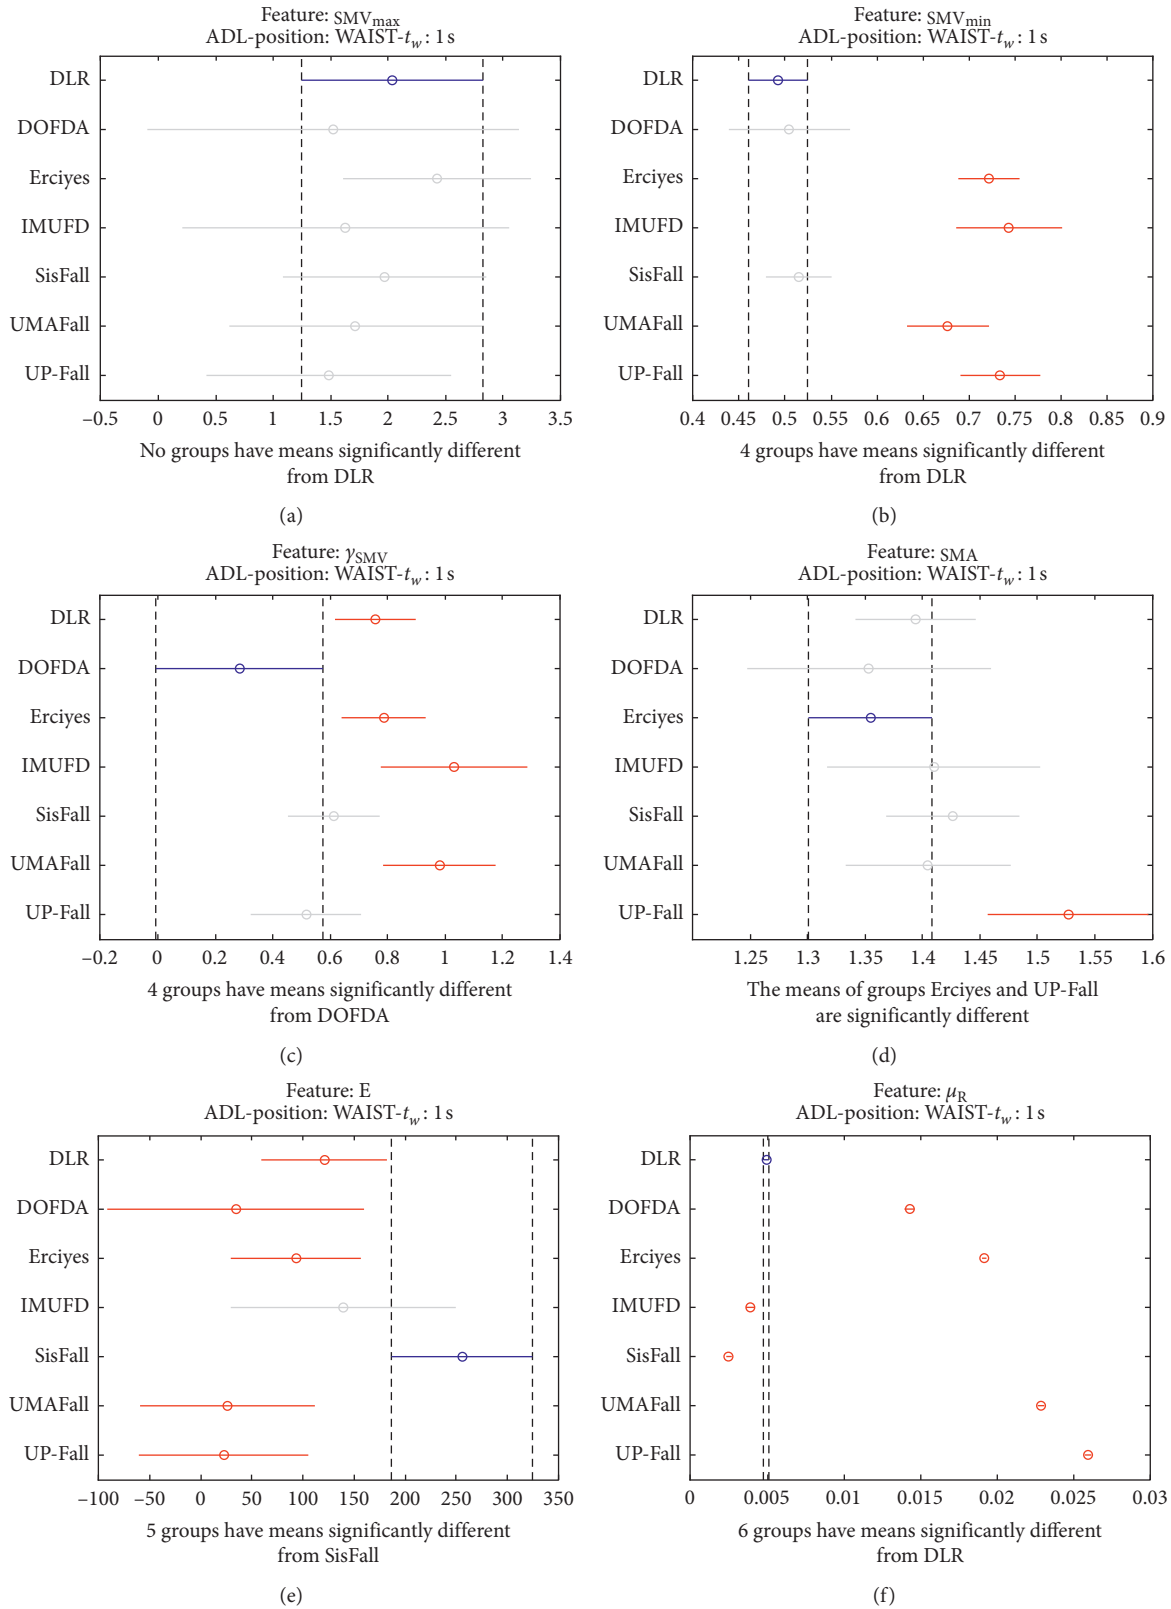 Feature: SMVmax
ADL-position: WAIST-tw: 1 s
DLR
DOFDA
Erciyes
IMUFD
SisFall
UMAFall
UP-Fall
−0.5 0 0.5 1 1.5 2 2.5 3 3.5
No groups have means significantly different
from DLR
(a)
Feature: SMVmin
ADL-position: WAIST-tw: 1 s
DLR
DOFDA
Erciyes
IMUFD
SisFall
UMAFall
UP-Fall
0.4 0.45 0.5 0.55 0.6 0.65 0.7 0.75 0.8 0.85 0.9
4 groups have means significantly different
from DLR
(b)
Feature: γSMV
ADL-position: WAIST-tw: 1 s
DLR
DOFDA
Erciyes
IMUFD
SisFall
UMAFall
UP-Fall
−0.2 0 0.2 0.4 0.6 0.8 1 1.2 1.4
4 groups have means significantly different
from DOFDA
(c)
Feature: SMA
ADL-position: WAIST-tw: 1 s
DLR
DOFDA
Erciyes
IMUFD
SisFall
UMAFall
UP-Fall
1.25 1.3 1.35 1.4 1.45 1.5 1.55 1.6
The means of groups Erciyes and UP-Fall
are significantly different
(d)
Feature: E
ADL-position: WAIST-tw: 1 s
DLR
DOFDA
Erciyes
IMUFD
SisFall
UMAFall
UP-Fall
−100 −50 0 50 100 150 200 250 300 350
5 groups have means significantly different
from SisFall
(e)
Feature: μR
ADL-position: WAIST-tw: 1 s
DLR
DOFDA
Erciyes
IMUFD
SisFall
UMAFall
UP-Fall
0 0.005 0.01 0.015 0.02 0.025 0.03
6 groups have means significantly different
from DLR
(f)